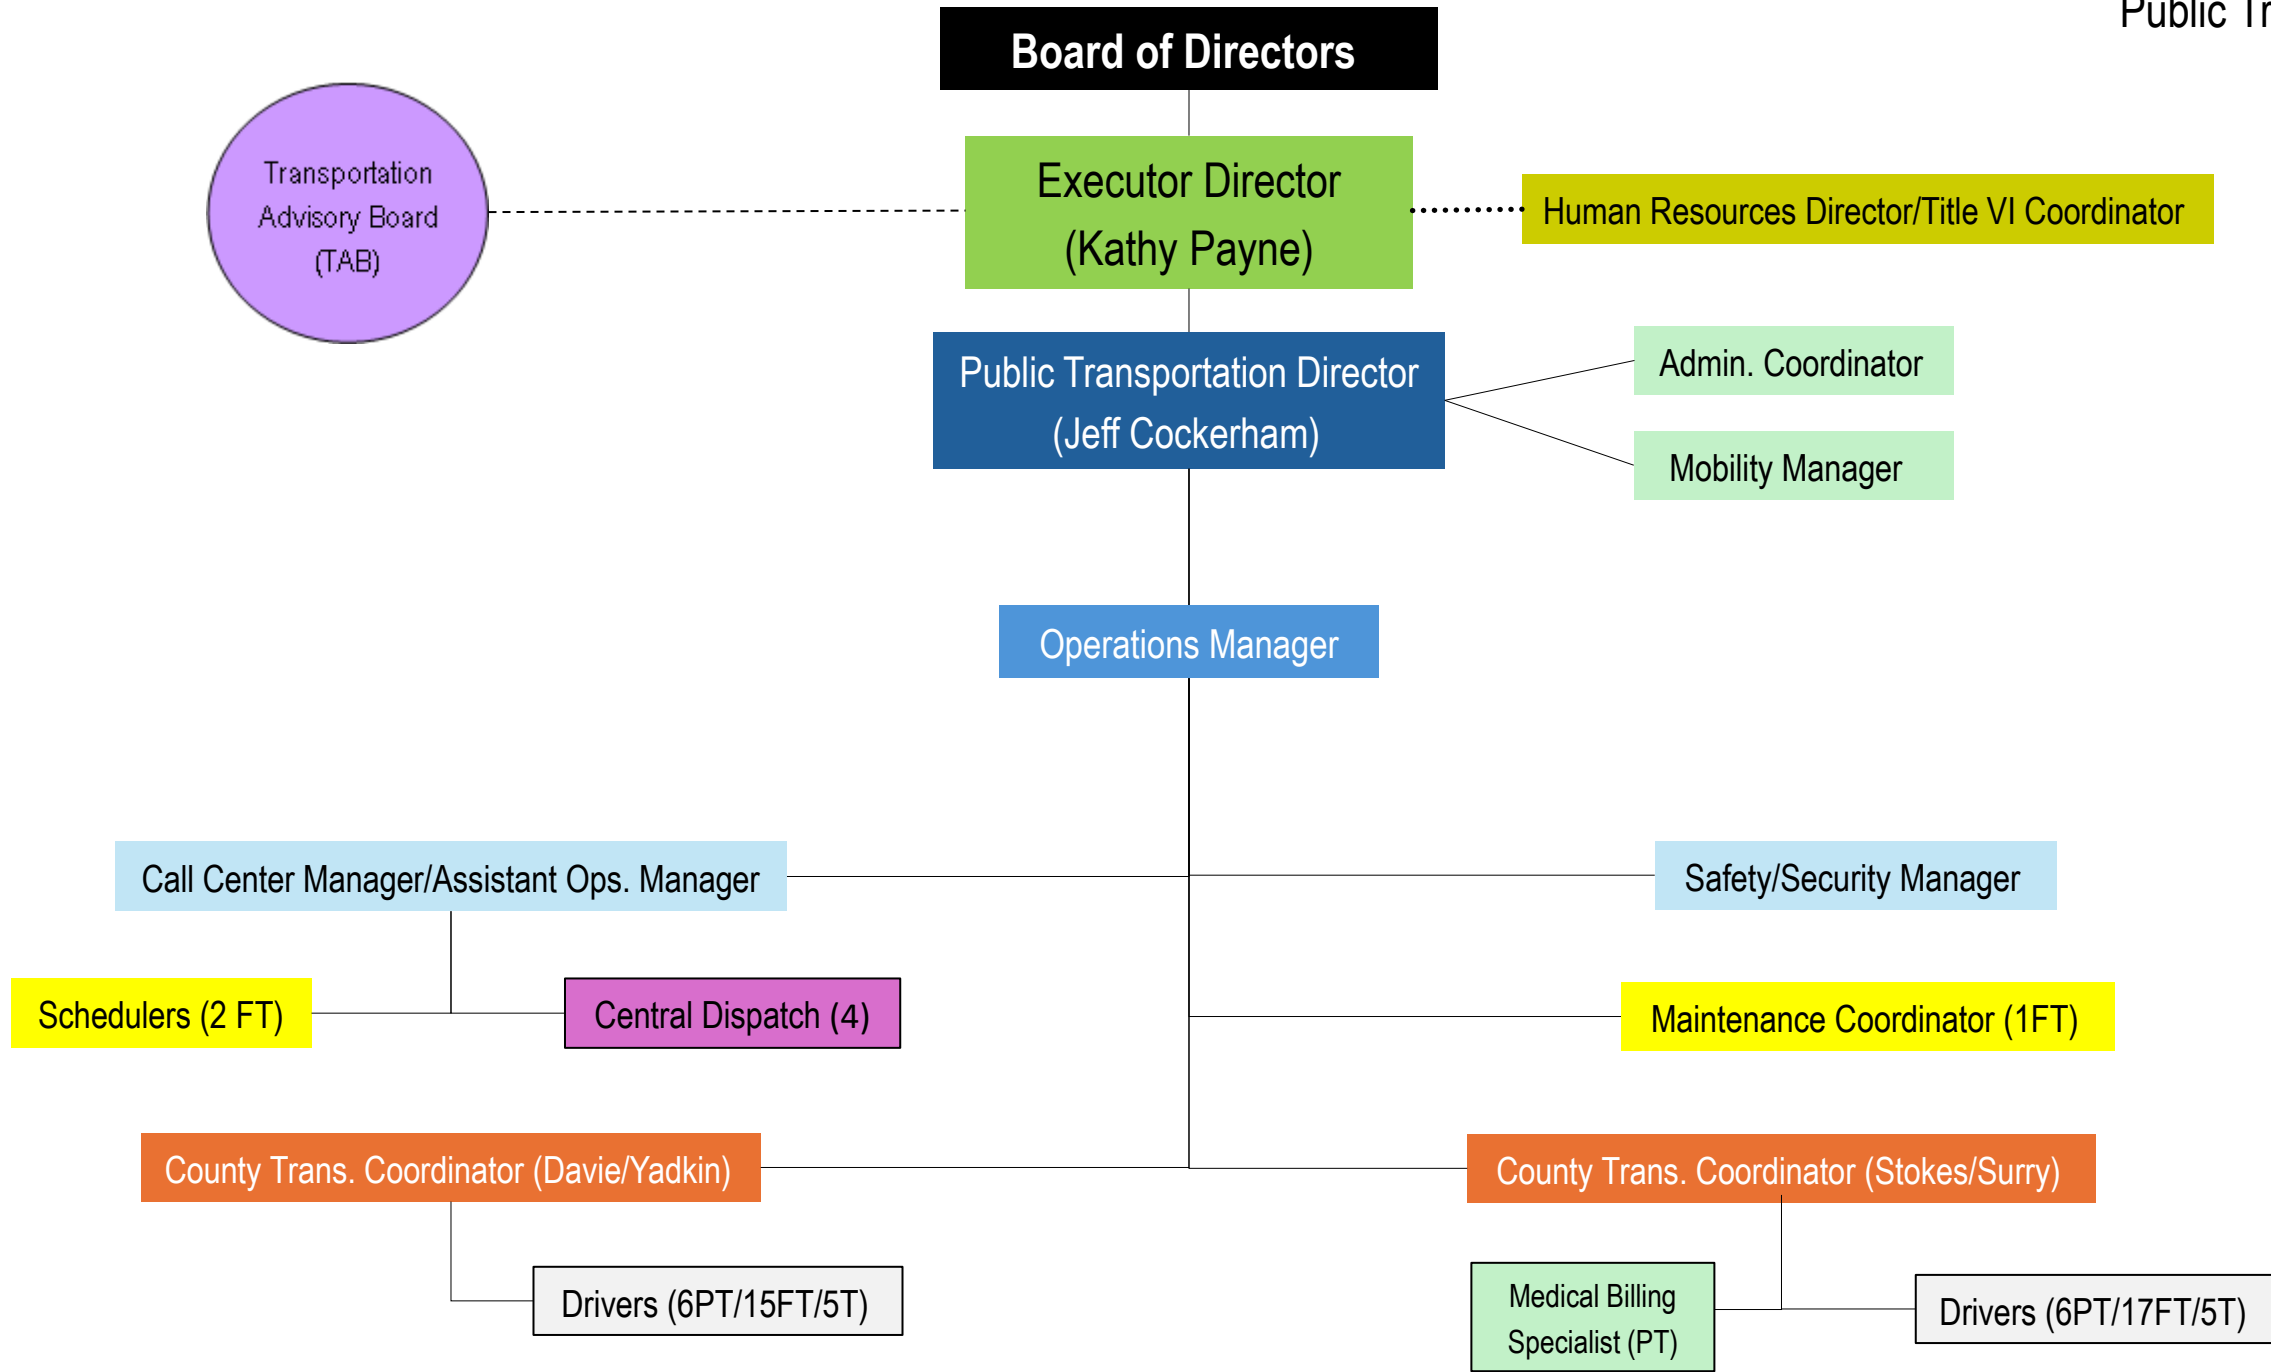 Public Tr
Board of Directors
Transportation
Advisory Board
(TAB)
Executor Director
(Kathy Payne)
Human Resources Director/Title VI Coordinator
Public Transportation Director
(Jeff Cockerham)
Admin. Coordinator
Mobility Manager
Operations Manager
Call Center Manager/Assistant Ops. Manager
Safety/Security Manager
Schedulers (2 FT)
Central Dispatch (4)
Maintenance Coordinator (1FT)
County Trans. Coordinator (Davie/Yadkin)
County Trans. Coordinator (Stokes/Surry)
Drivers (6PT/15FT/5T)
Medical Billing
Specialist (PT)
Drivers (6PT/17FT/5T)